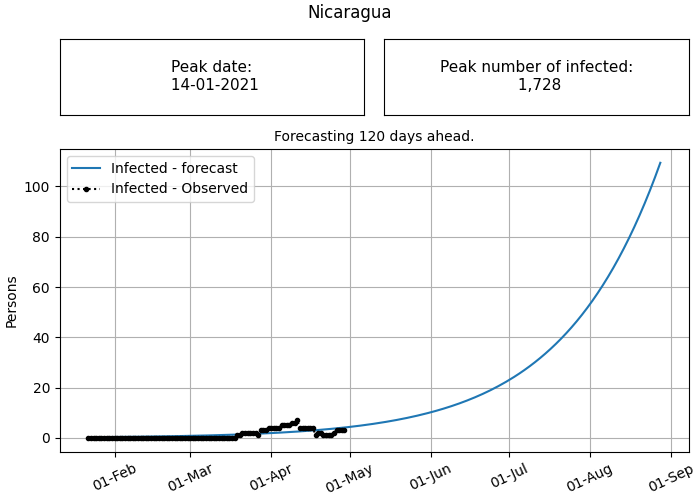 Nicaragua
Peak date:
14-01-2021
Peak number of infected:
1,728
Forecasting 120 days ahead.
Infected - forecast
Infected - Observed
Persons
100
80
60
40
20
0
01-Feb
01-Mar
01-Apr
01-May
01-Jun
01-Jul
01-Aug
01-Sep